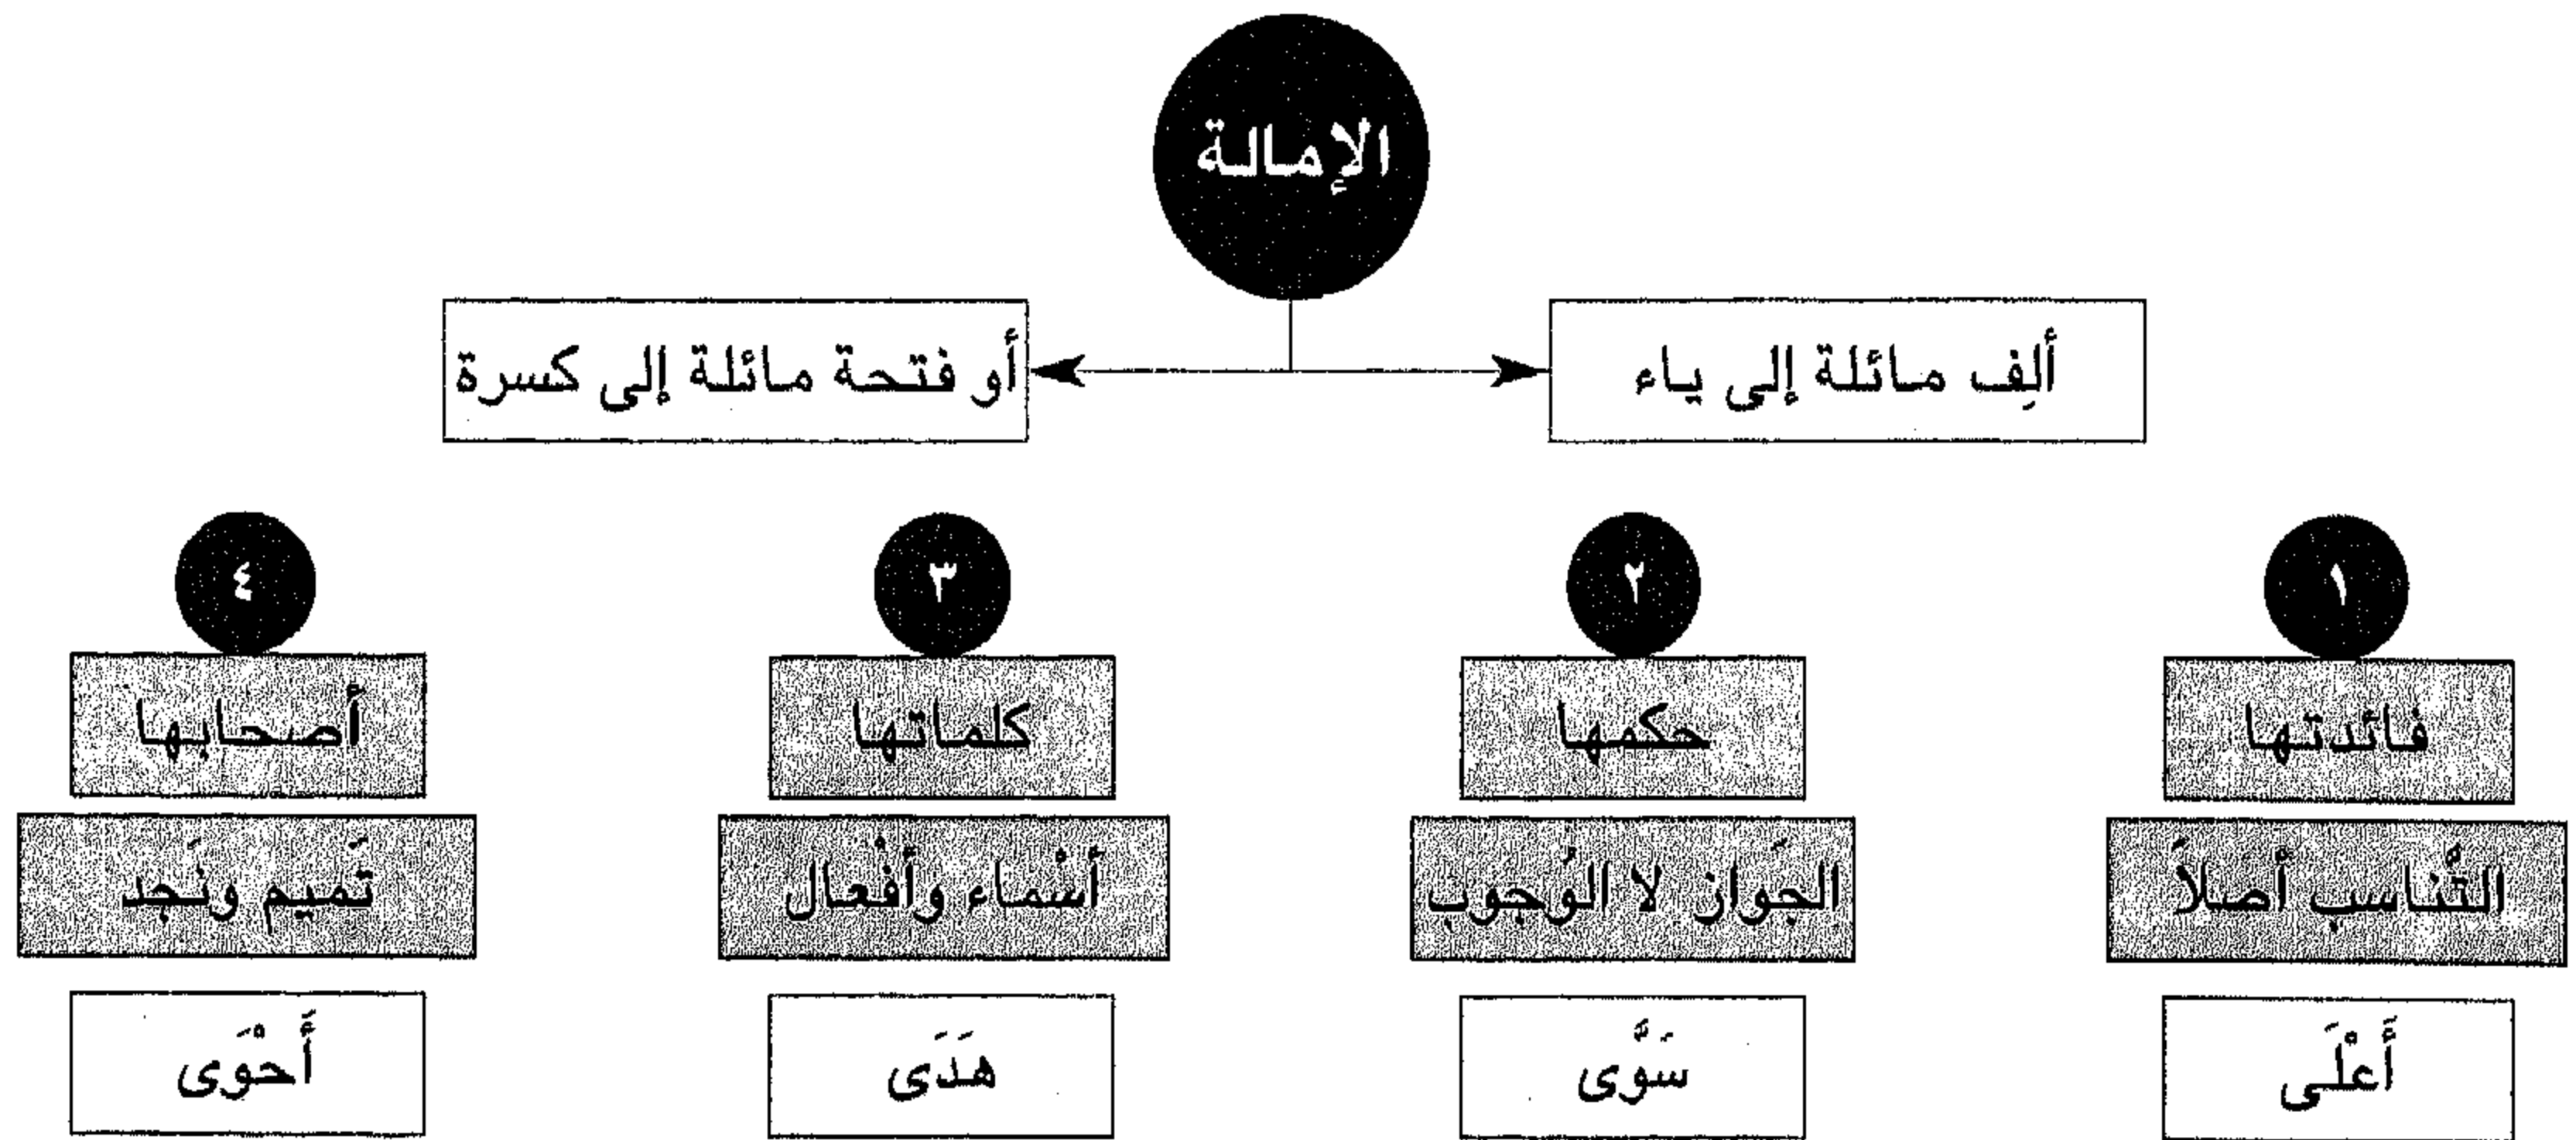 الإمالة
ألِف مائلة إلى ياء
أو فتحة مائلة إلى كسرة
١
٢
٣
٤
فائدتها
حكمها
كلماتها
أصحابها
التَّناسب أصلاً
الجَواز لا الوُجوب
أسْماء وأفْعال
تَميم ونَجد
أَعْلَى
سَوَّى
هَدَى
أَحْوَى